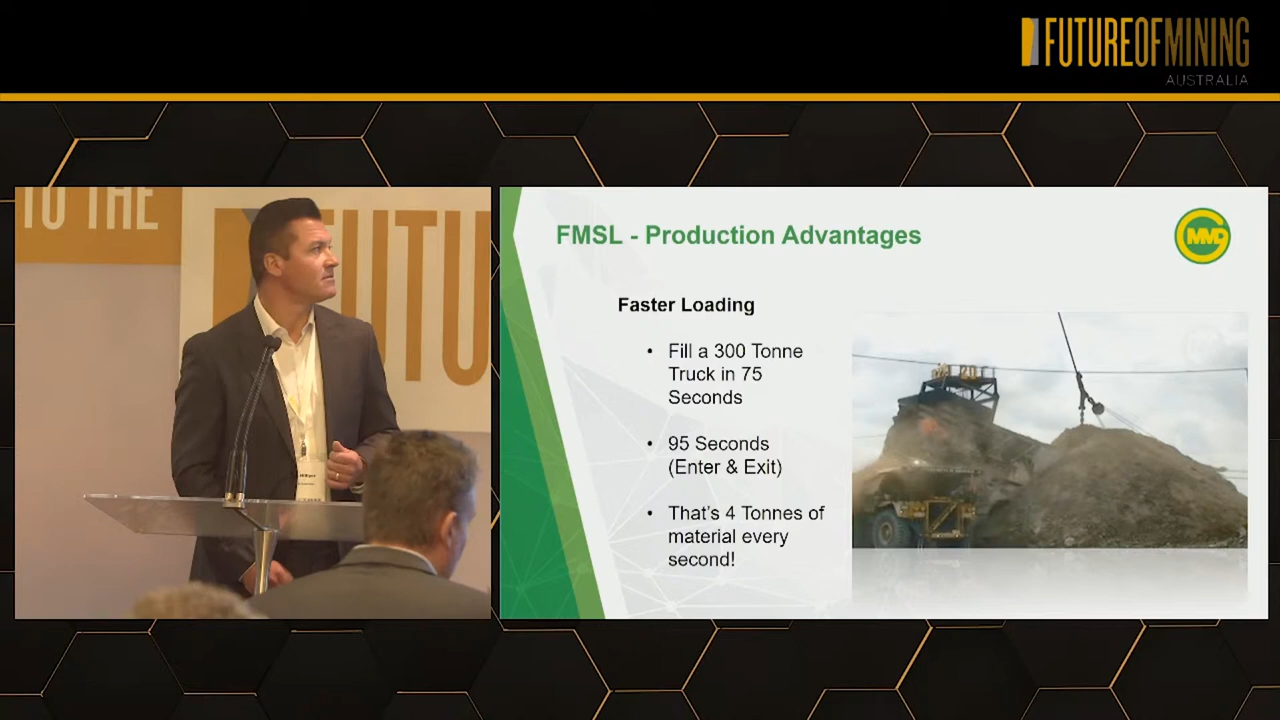 FUTUREOFMINING
AUSTRALIA
TO THE
FUTU
FMSL - Production Advantages
MMD
Faster Loading
• Fill a 300 Tonne
Truck in 75
Seconds
• 95 Seconds
(Enter & Exit)
• That's 4 Tonnes of
material every
second!